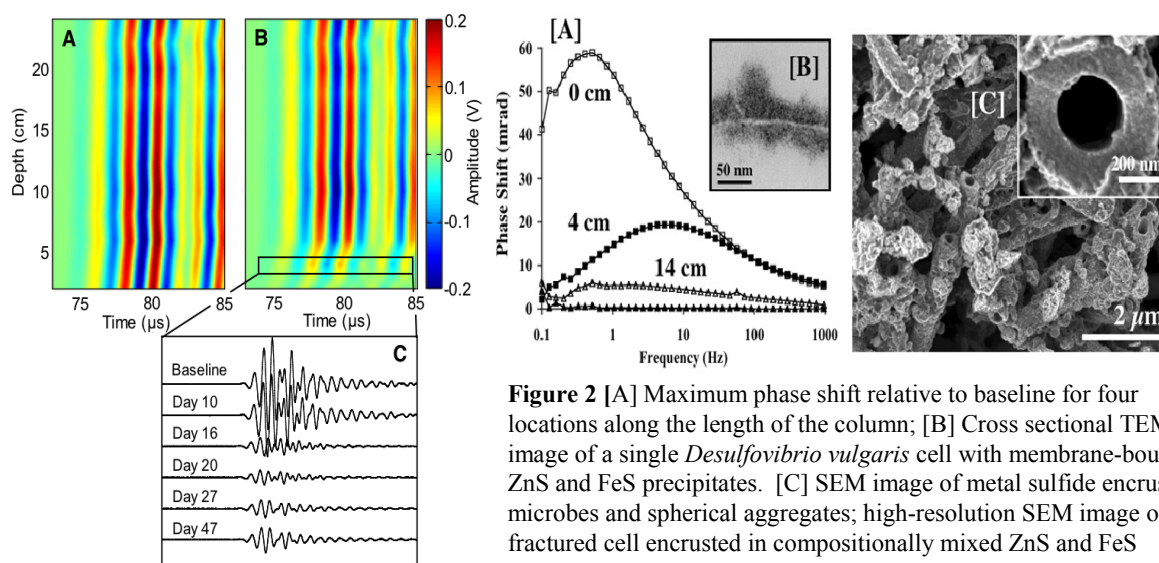 A
B
0.2
0.1
0
-0.1
-0.2
Amplitude (V)
Depth (cm)
20
15
10
5
75
80
85
75
80
85
Time (µs)
Time (µs)
C
Baseline
Day 10
Day 16
Day 20
Day 27
Day 47
[A]
60
50
40
30
20
10
0
Phase Shift (mrad)
0 cm
4 cm
14 cm
0.1
1
10
100
1000
Frequency (Hz)
[B]
50 nm
[C]
200 nm
2 µm
Figure 2 [A] Maximum phase shift relative to baseline for four
locations along the length of the column; [B] Cross sectional TEM
image of a single Desulfovibrio vulgaris cell with membrane-bou
ZnS and FeS precipitates. [C] SEM image of metal sulfide encrus
microbes and spherical aggregates; high-resolution SEM image o
fractured cell encrusted in compositionally mixed ZnS and FeS